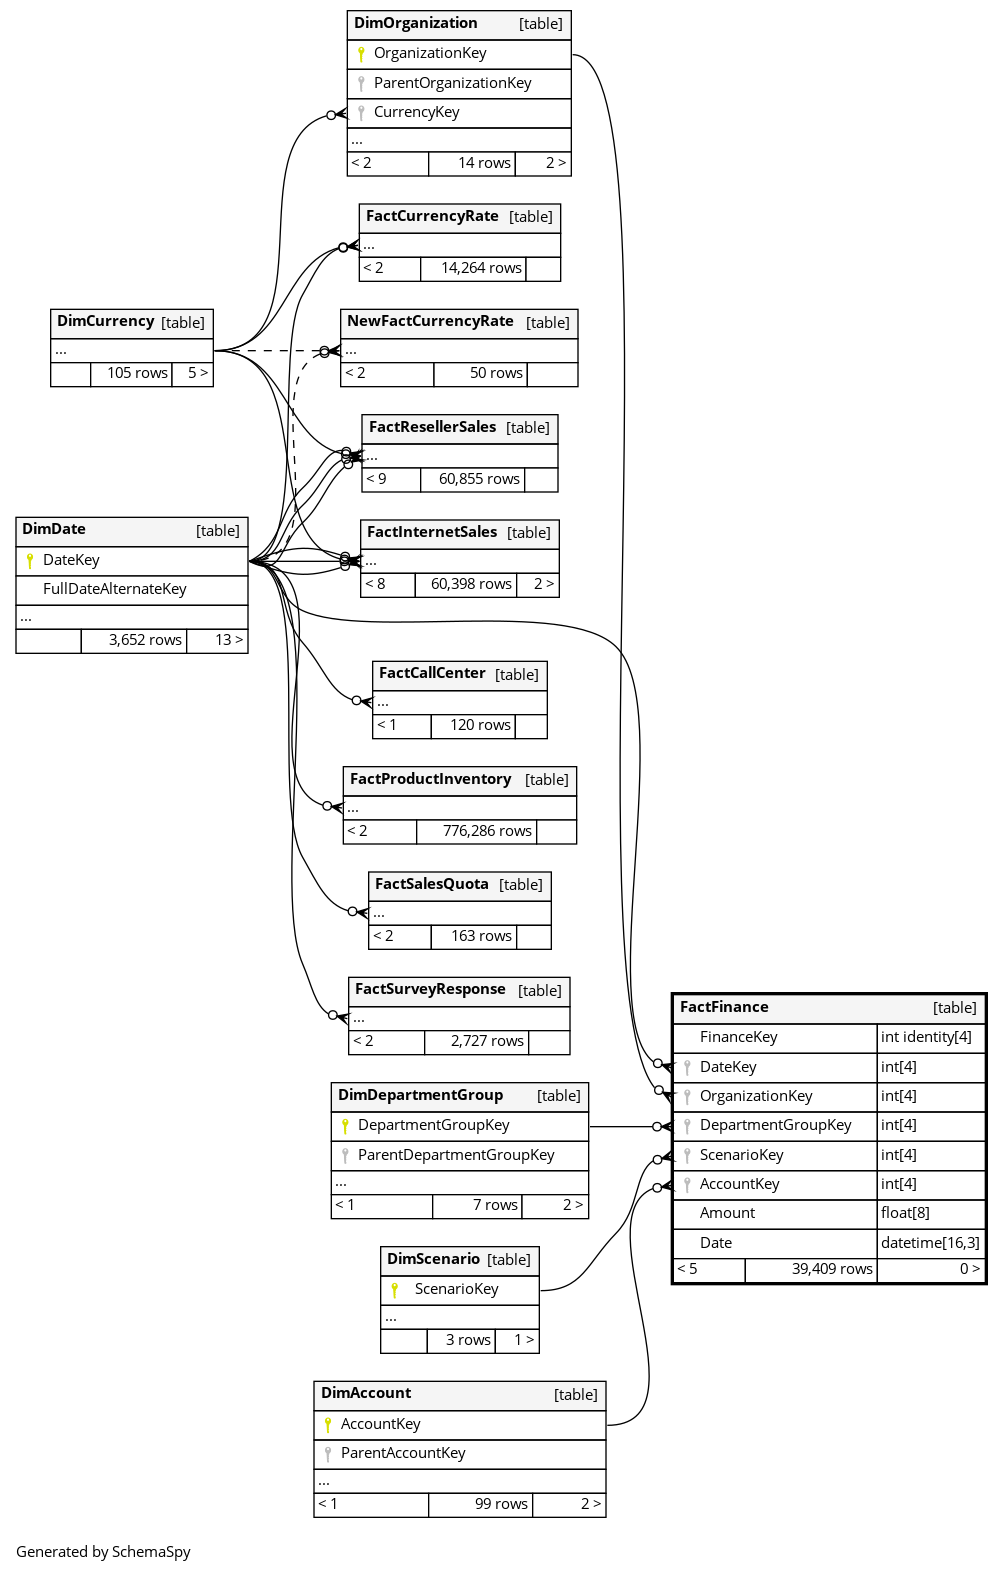 DimOrganization [table]
OrganizationKey
ParentOrganizationKey
CurrencyKey
...
< 2 14 rows 2 >
FactCurrencyRate [table]
...
< 2 14,264 rows
DimCurrency [table]
...
105 rows 5 >
NewFactCurrencyRate [table]
...
< 2 50 rows
FactResellerSales [table]
...
< 9 60,855 rows
DimDate [table]
DateKey
FullDateAlternateKey
...
3,652 rows 13 >
FactInternetSales [table]
...
< 8 60,398 rows 2 >
FactCallCenter [table]
...
< 1 120 rows
FactProductInventory [table]
...
< 2 776,286 rows
FactSalesQuota [table]
...
< 2 163 rows
FactSurveyResponse [table]
...
< 2 2,727 rows
FactFinance [table]
FinanceKey int identity[4]
DateKey int[4]
OrganizationKey int[4]
DepartmentGroupKey int[4]
ScenarioKey int[4]
AccountKey int[4]
Amount float[8]
Date datetime[16,3]
< 5 39,409 rows 0 >
DimDepartmentGroup [table]
DepartmentGroupKey
ParentDepartmentGroupKey
...
< 1 7 rows 2 >
DimScenario [table]
ScenarioKey
...
3 rows 1 >
DimAccount [table]
AccountKey
ParentAccountKey
...
< 1 99 rows 2 >
Generated by SchemaSpy